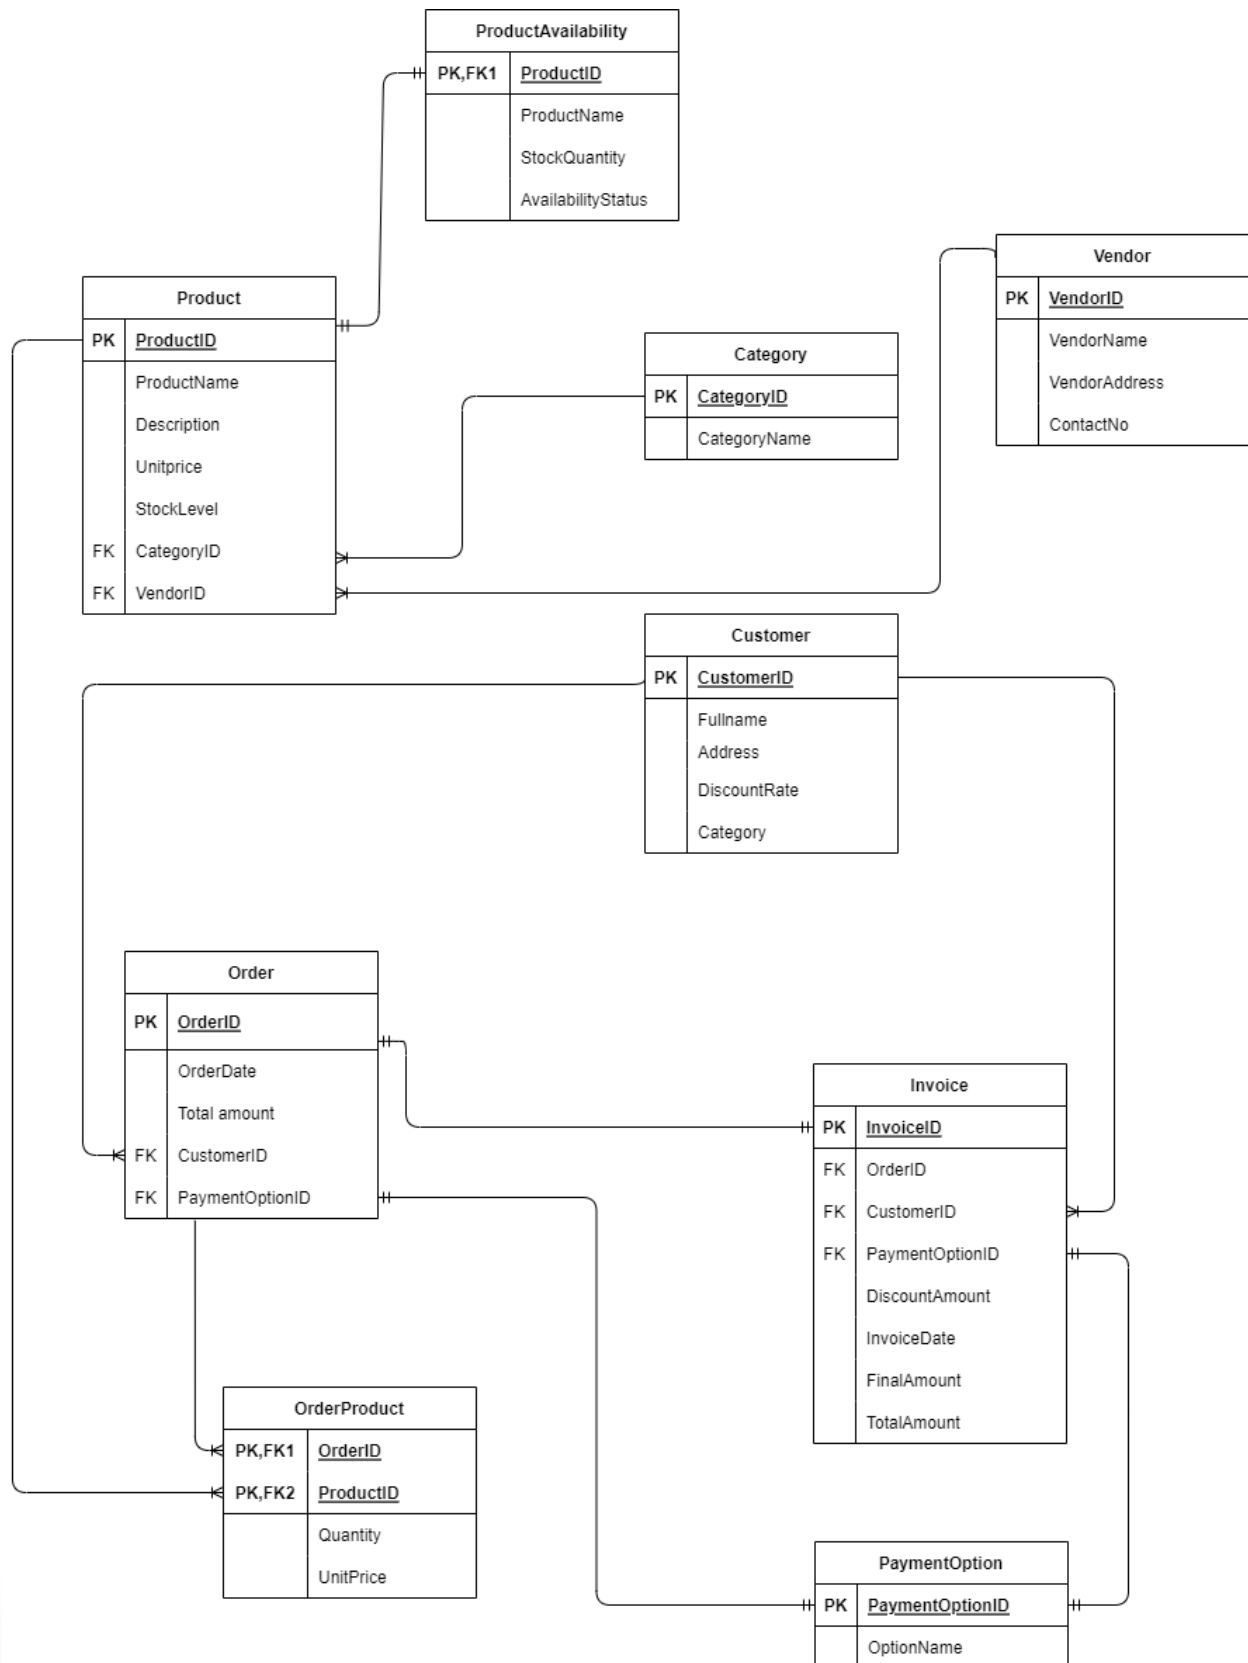 ProductAvailability
PK,FK1 ProductID
ProductName
StockQuantity
AvailabilityStatus
Vendor
PK VendorID
VendorName
VendorAddress
ContactNo
Product
PK ProductID
ProductName
Description
Unitprice
StockLevel
FK CategoryID
FK VendorID
Category
PK CategoryID
CategoryName
Customer
PK CustomerID
Fullname
Address
DiscountRate
Category
Order
PK OrderID
OrderDate
Total amount
FK CustomerID
FK PaymentOptionID
Invoice
PK InvoiceID
FK OrderID
FK CustomerID
FK PaymentOptionID
DiscountAmount
InvoiceDate
FinalAmount
TotalAmount
OrderProduct
PK,FK1 OrderID
PK,FK2 ProductID
Quantity
UnitPrice
PaymentOption
PK PaymentOptionID
OptionName